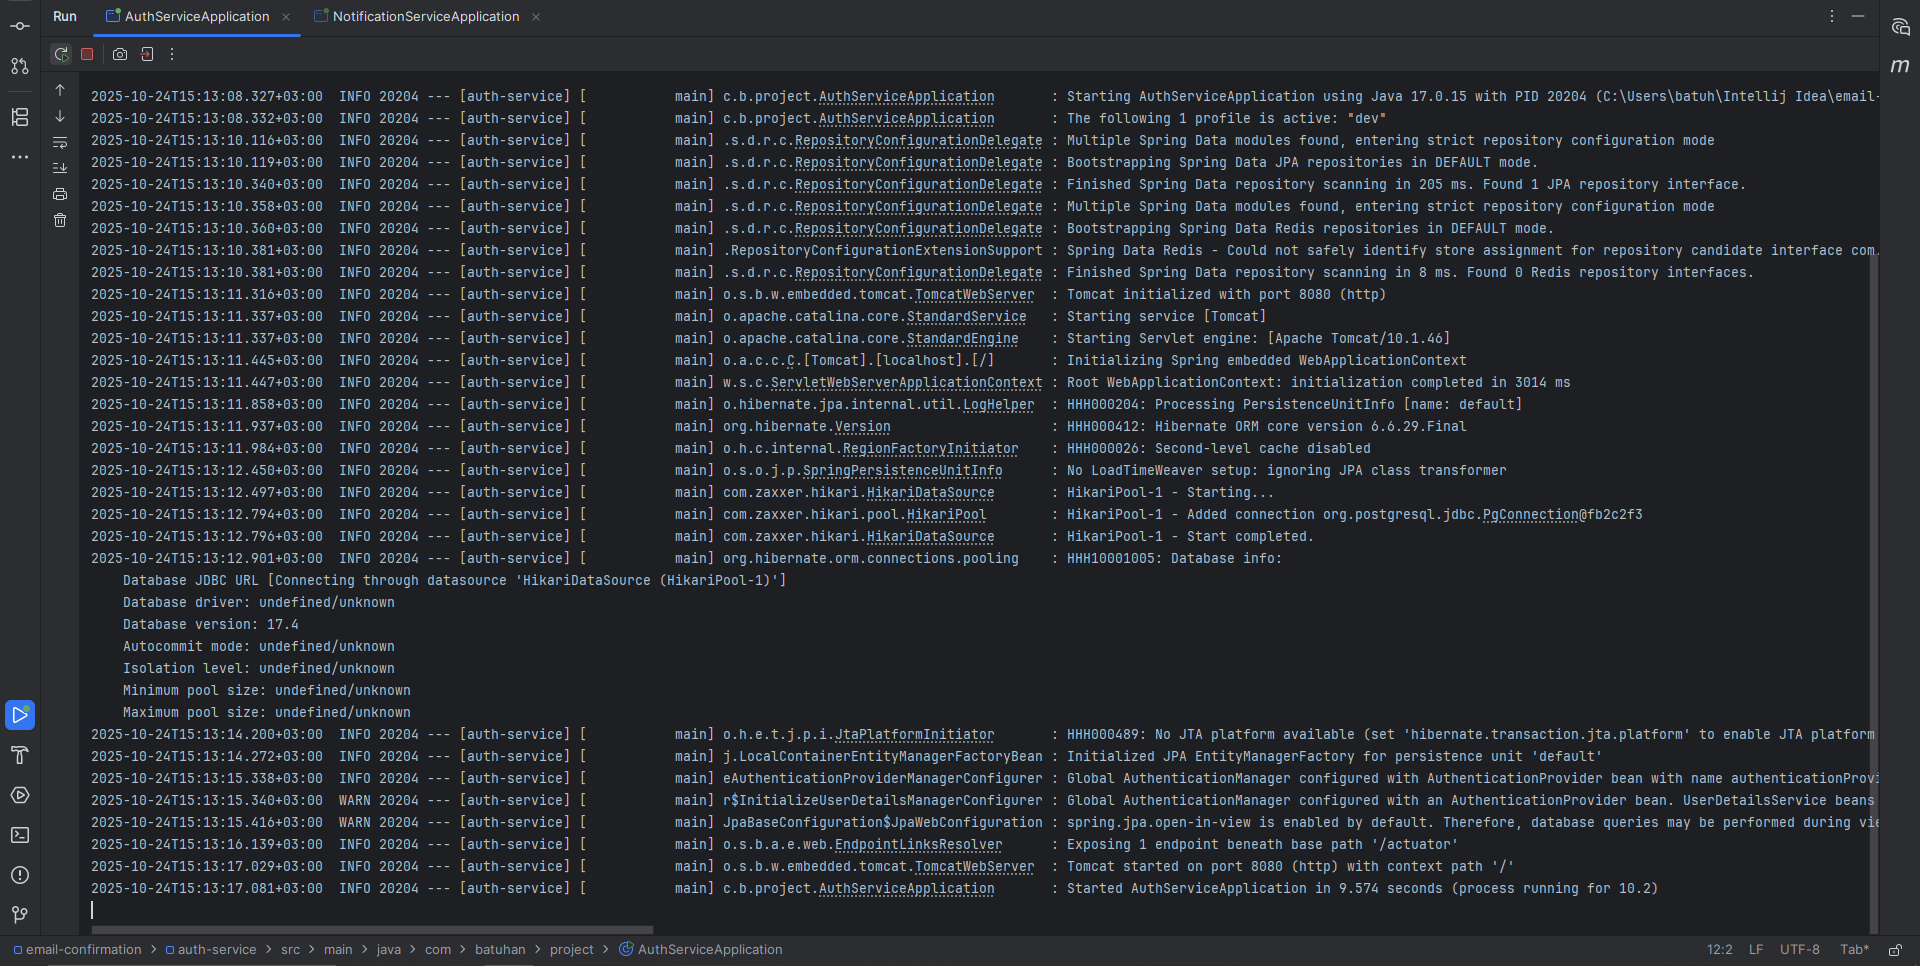 Run AuthServiceApplication NotificationServiceApplication
2025-10-24T15:13:08.327+03:00  INFO 20204 --- [auth-service] [           main] c.b.project.AuthServiceApplication       : Starting AuthServiceApplication using Java 17.0.15 with PID 20204 (C:\Users\batuh\Intellij Idea\email-
2025-10-24T15:13:08.332+03:00  INFO 20204 --- [auth-service] [           main] c.b.project.AuthServiceApplication       : The following 1 profile is active: "dev"
2025-10-24T15:13:10.116+03:00  INFO 20204 --- [auth-service] [           main] .s.d.r.c.RepositoryConfigurationDelegate : Multiple Spring Data modules found, entering strict repository configuration mode
2025-10-24T15:13:10.119+03:00  INFO 20204 --- [auth-service] [           main] .s.d.r.c.RepositoryConfigurationDelegate : Bootstrapping Spring Data JPA repositories in DEFAULT mode.
2025-10-24T15:13:10.340+03:00  INFO 20204 --- [auth-service] [           main] .s.d.r.c.RepositoryConfigurationDelegate : Finished Spring Data repository scanning in 205 ms. Found 1 JPA repository interface.
2025-10-24T15:13:10.358+03:00  INFO 20204 --- [auth-service] [           main] .s.d.r.c.RepositoryConfigurationDelegate : Multiple Spring Data modules found, entering strict repository configuration mode
2025-10-24T15:13:10.360+03:00  INFO 20204 --- [auth-service] [           main] .s.d.r.c.RepositoryConfigurationDelegate : Bootstrapping Spring Data Redis repositories in DEFAULT mode.
2025-10-24T15:13:10.381+03:00  INFO 20204 --- [auth-service] [           main] .RepositoryConfigurationExtensionSupport : Spring Data Redis - Could not safely identify store assignment for repository candidate interface com.
2025-10-24T15:13:10.381+03:00  INFO 20204 --- [auth-service] [           main] .s.d.r.c.RepositoryConfigurationDelegate : Finished Spring Data repository scanning in 8 ms. Found 0 Redis repository interfaces.
2025-10-24T15:13:11.316+03:00  INFO 20204 --- [auth-service] [           main] o.s.b.w.embedded.tomcat.TomcatWebServer  : Tomcat initialized with port 8080 (http)
2025-10-24T15:13:11.337+03:00  INFO 20204 --- [auth-service] [           main] o.apache.catalina.core.StandardService   : Starting service [Tomcat]
2025-10-24T15:13:11.337+03:00  INFO 20204 --- [auth-service] [           main] o.apache.catalina.core.StandardEngine    : Starting Servlet engine: [Apache Tomcat/10.1.46]
2025-10-24T15:13:11.445+03:00  INFO 20204 --- [auth-service] [           main] o.a.c.c.C.[Tomcat].[localhost].[/]       : Initializing Spring embedded WebApplicationContext
2025-10-24T15:13:11.447+03:00  INFO 20204 --- [auth-service] [           main] w.s.c.ServletWebServerApplicationContext : Root WebApplicationContext: initialization completed in 3014 ms
2025-10-24T15:13:11.858+03:00  INFO 20204 --- [auth-service] [           main] o.hibernate.jpa.internal.util.LogHelper  : HHH000204: Processing PersistenceUnitInfo [name: default]
2025-10-24T15:13:11.937+03:00  INFO 20204 --- [auth-service] [           main] org.hibernate.Version                    : HHH000412: Hibernate ORM core version 6.6.29.Final
2025-10-24T15:13:11.984+03:00  INFO 20204 --- [auth-service] [           main] o.h.c.internal.RegionFactoryInitiator    : HHH000026: Second-level cache disabled
2025-10-24T15:13:12.450+03:00  INFO 20204 --- [auth-service] [           main] o.s.o.j.p.SpringPersistenceUnitInfo      : No LoadTimeWeaver setup: ignoring JPA class transformer
2025-10-24T15:13:12.497+03:00  INFO 20204 --- [auth-service] [           main] com.zaxxer.hikari.HikariDataSource       : HikariPool-1 - Starting...
2025-10-24T15:13:12.794+03:00  INFO 20204 --- [auth-service] [           main] com.zaxxer.hikari.pool.HikariPool        : HikariPool-1 - Added connection org.postgresql.jdbc.PgConnection@fb2c2f3
2025-10-24T15:13:12.796+03:00  INFO 20204 --- [auth-service] [           main] com.zaxxer.hikari.HikariDataSource       : HikariPool-1 - Start completed.
2025-10-24T15:13:12.901+03:00  INFO 20204 --- [auth-service] [           main] org.hibernate.orm.connections.pooling    : HHH10001005: Database info:
    Database JDBC URL [Connecting through datasource 'HikariDataSource (HikariPool-1)']
    Database driver: undefined/unknown
    Database version: 17.4
    Autocommit mode: undefined/unknown
    Isolation level: undefined/unknown
    Minimum pool size: undefined/unknown
    Maximum pool size: undefined/unknown
2025-10-24T15:13:14.200+03:00  INFO 20204 --- [auth-service] [           main] o.h.e.t.j.p.i.JtaPlatformInitiator       : HHH000489: No JTA platform available (set 'hibernate.transaction.jta.platform' to enable JTA platform
2025-10-24T15:13:14.272+03:00  INFO 20204 --- [auth-service] [           main] j.LocalContainerEntityManagerFactoryBean : Initialized JPA EntityManagerFactory for persistence unit 'default'
2025-10-24T15:13:15.338+03:00  INFO 20204 --- [auth-service] [           main] eAuthenticationProviderManagerConfigurer : Global AuthenticationManager configured with AuthenticationProvider bean with name authenticationProvi
2025-10-24T15:13:15.340+03:00  WARN 20204 --- [auth-service] [           main] r$InitializeUserDetailsManagerConfigurer : Global AuthenticationManager configured with an AuthenticationProvider bean. UserDetailsService beans
2025-10-24T15:13:15.416+03:00  WARN 20204 --- [auth-service] [           main] JpaBaseConfiguration$JpaWebConfiguration : spring.jpa.open-in-view is enabled by default. Therefore, database queries may be performed during vie
2025-10-24T15:13:16.139+03:00  INFO 20204 --- [auth-service] [           main] o.s.b.a.e.web.EndpointLinksResolver      : Exposing 1 endpoint beneath base path '/actuator'
2025-10-24T15:13:17.029+03:00  INFO 20204 --- [auth-service] [           main] o.s.b.w.embedded.tomcat.TomcatWebServer  : Tomcat started on port 8080 (http) with context path '/'
2025-10-24T15:13:17.081+03:00  INFO 20204 --- [auth-service] [           main] c.b.project.AuthServiceApplication       : Started AuthServiceApplication in 9.574 seconds (process running for 10.2)
email-confirmation > auth-service > src > main > java > com > batuhan > project > AuthServiceApplication 12:2 LF UTF-8 Tab*